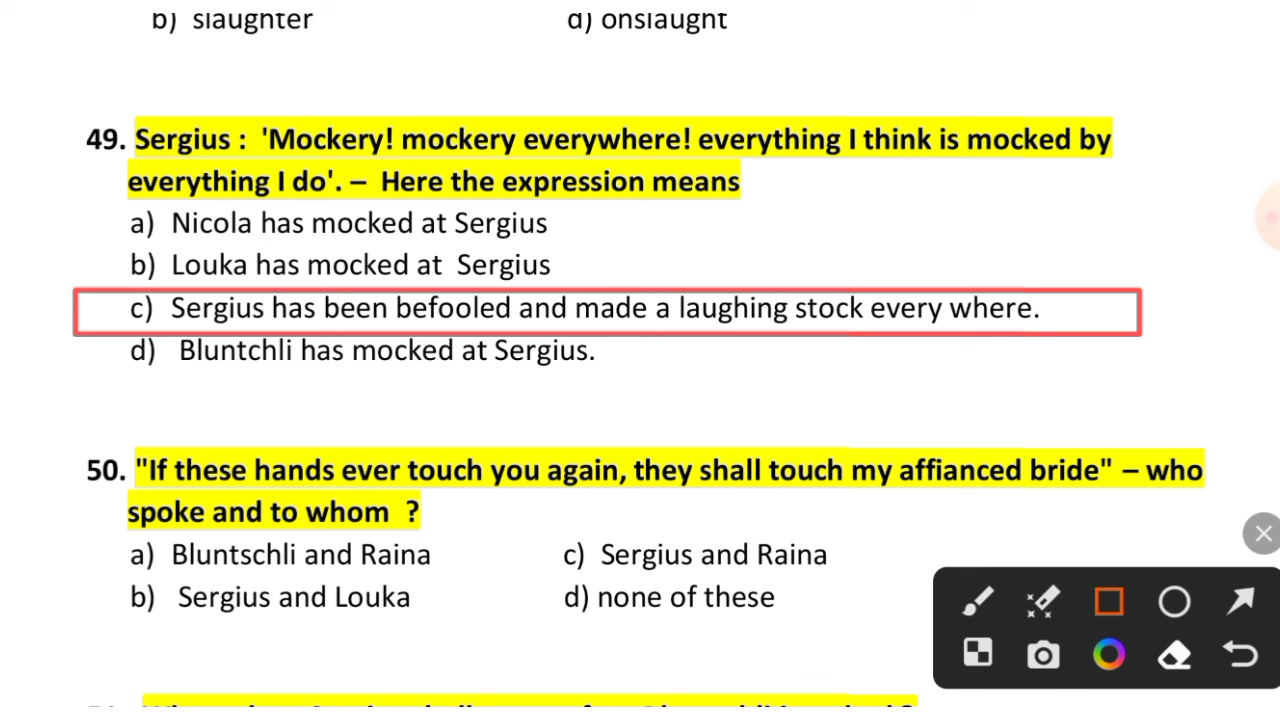 b) slaughter d) onslaught
49. Sergius : 'Mockery! mockery everywhere! everything I think is mocked by
everything I do'. – Here the expression means
a) Nicola has mocked at Sergius
b) Louka has mocked at Sergius
c) Sergius has been befooled and made a laughing stock every where.
d) Bluntchli has mocked at Sergius.
50. "If these hands ever touch you again, they shall touch my affianced bride" – who
spoke and to whom ?
a) Bluntschli and Raina c) Sergius and Raina
b) Sergius and Louka d) none of these